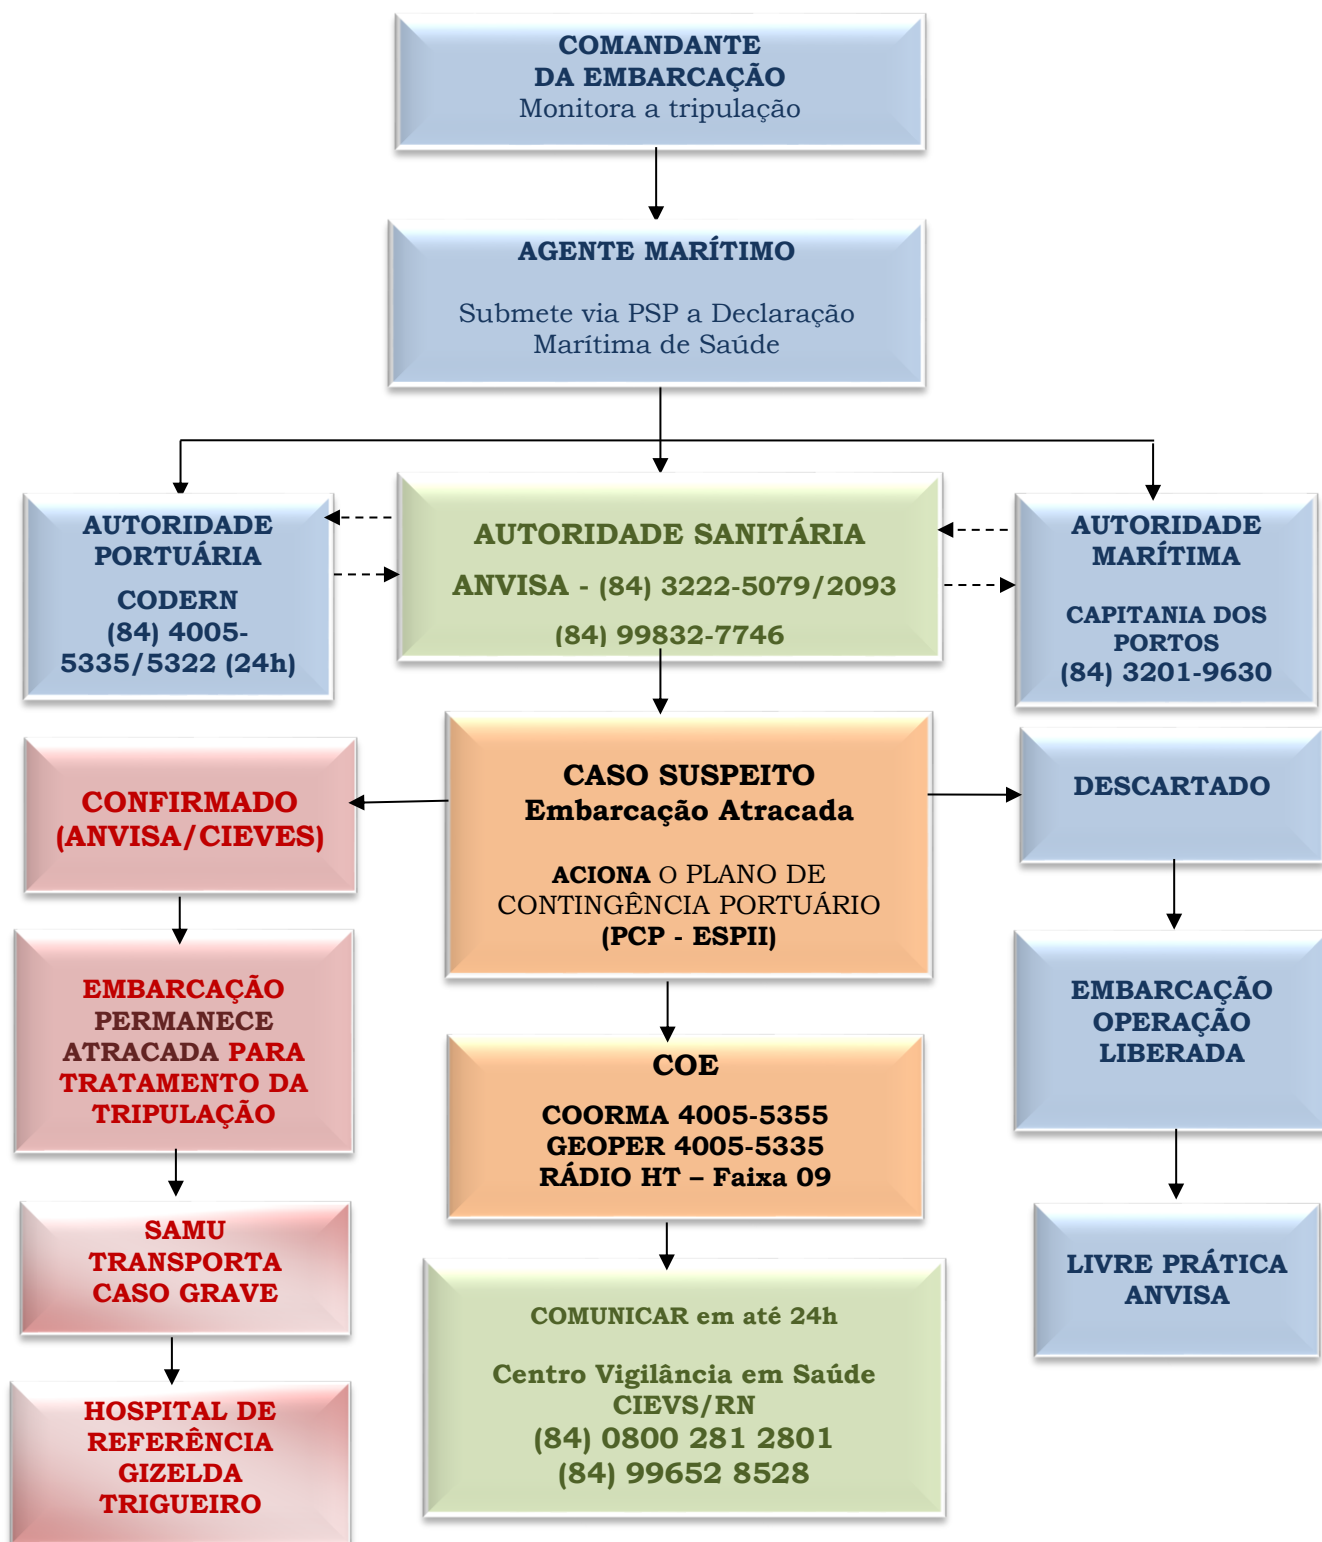 COMANDANTE
DA EMBARCAÇÃO
Monitora a tripulação
AGENTE MARÍTIMO
Submete via PSP a Declaração
Marítima de Saúde
AUTORIDADE
PORTUÁRIA
CODERN
(84) 4005-
5335/5322 (24h)
AUTORIDADE SANITÁRIA
ANVISA - (84) 3222-5079/2093
(84) 99832-7746
AUTORIDADE
MARÍTIMA
CAPITANIA DOS
PORTOS
(84) 3201-9630
CONFIRMADO
(ANVISA/CIEVES)
CASO SUSPEITO
Embarcação Atracada
ACIONA O PLANO DE
CONTINGÊNCIA PORTUÁRIO
(PCP - ESPII)
DESCARTADO
EMBARCAÇÃO
PERMANECE
ATRACADA PARA
TRATAMENTO DA
TRIPULAÇÃO
COE
COORMA 4005-5355
GEOPER 4005-5335
RÁDIO HT – Faixa 09
EMBARCAÇÃO
OPERAÇÃO
LIBERADA
SAMU
TRANSPORTA
CASO GRAVE
COMUNICAR em até 24h
Centro Vigilância em Saúde
CIEVS/RN
(84) 0800 281 2801
(84) 99652 8528
LIVRE PRÁTICA
ANVISA
HOSPITAL DE
REFERÊNCIA
GIZELDA
TRIGUEIRO